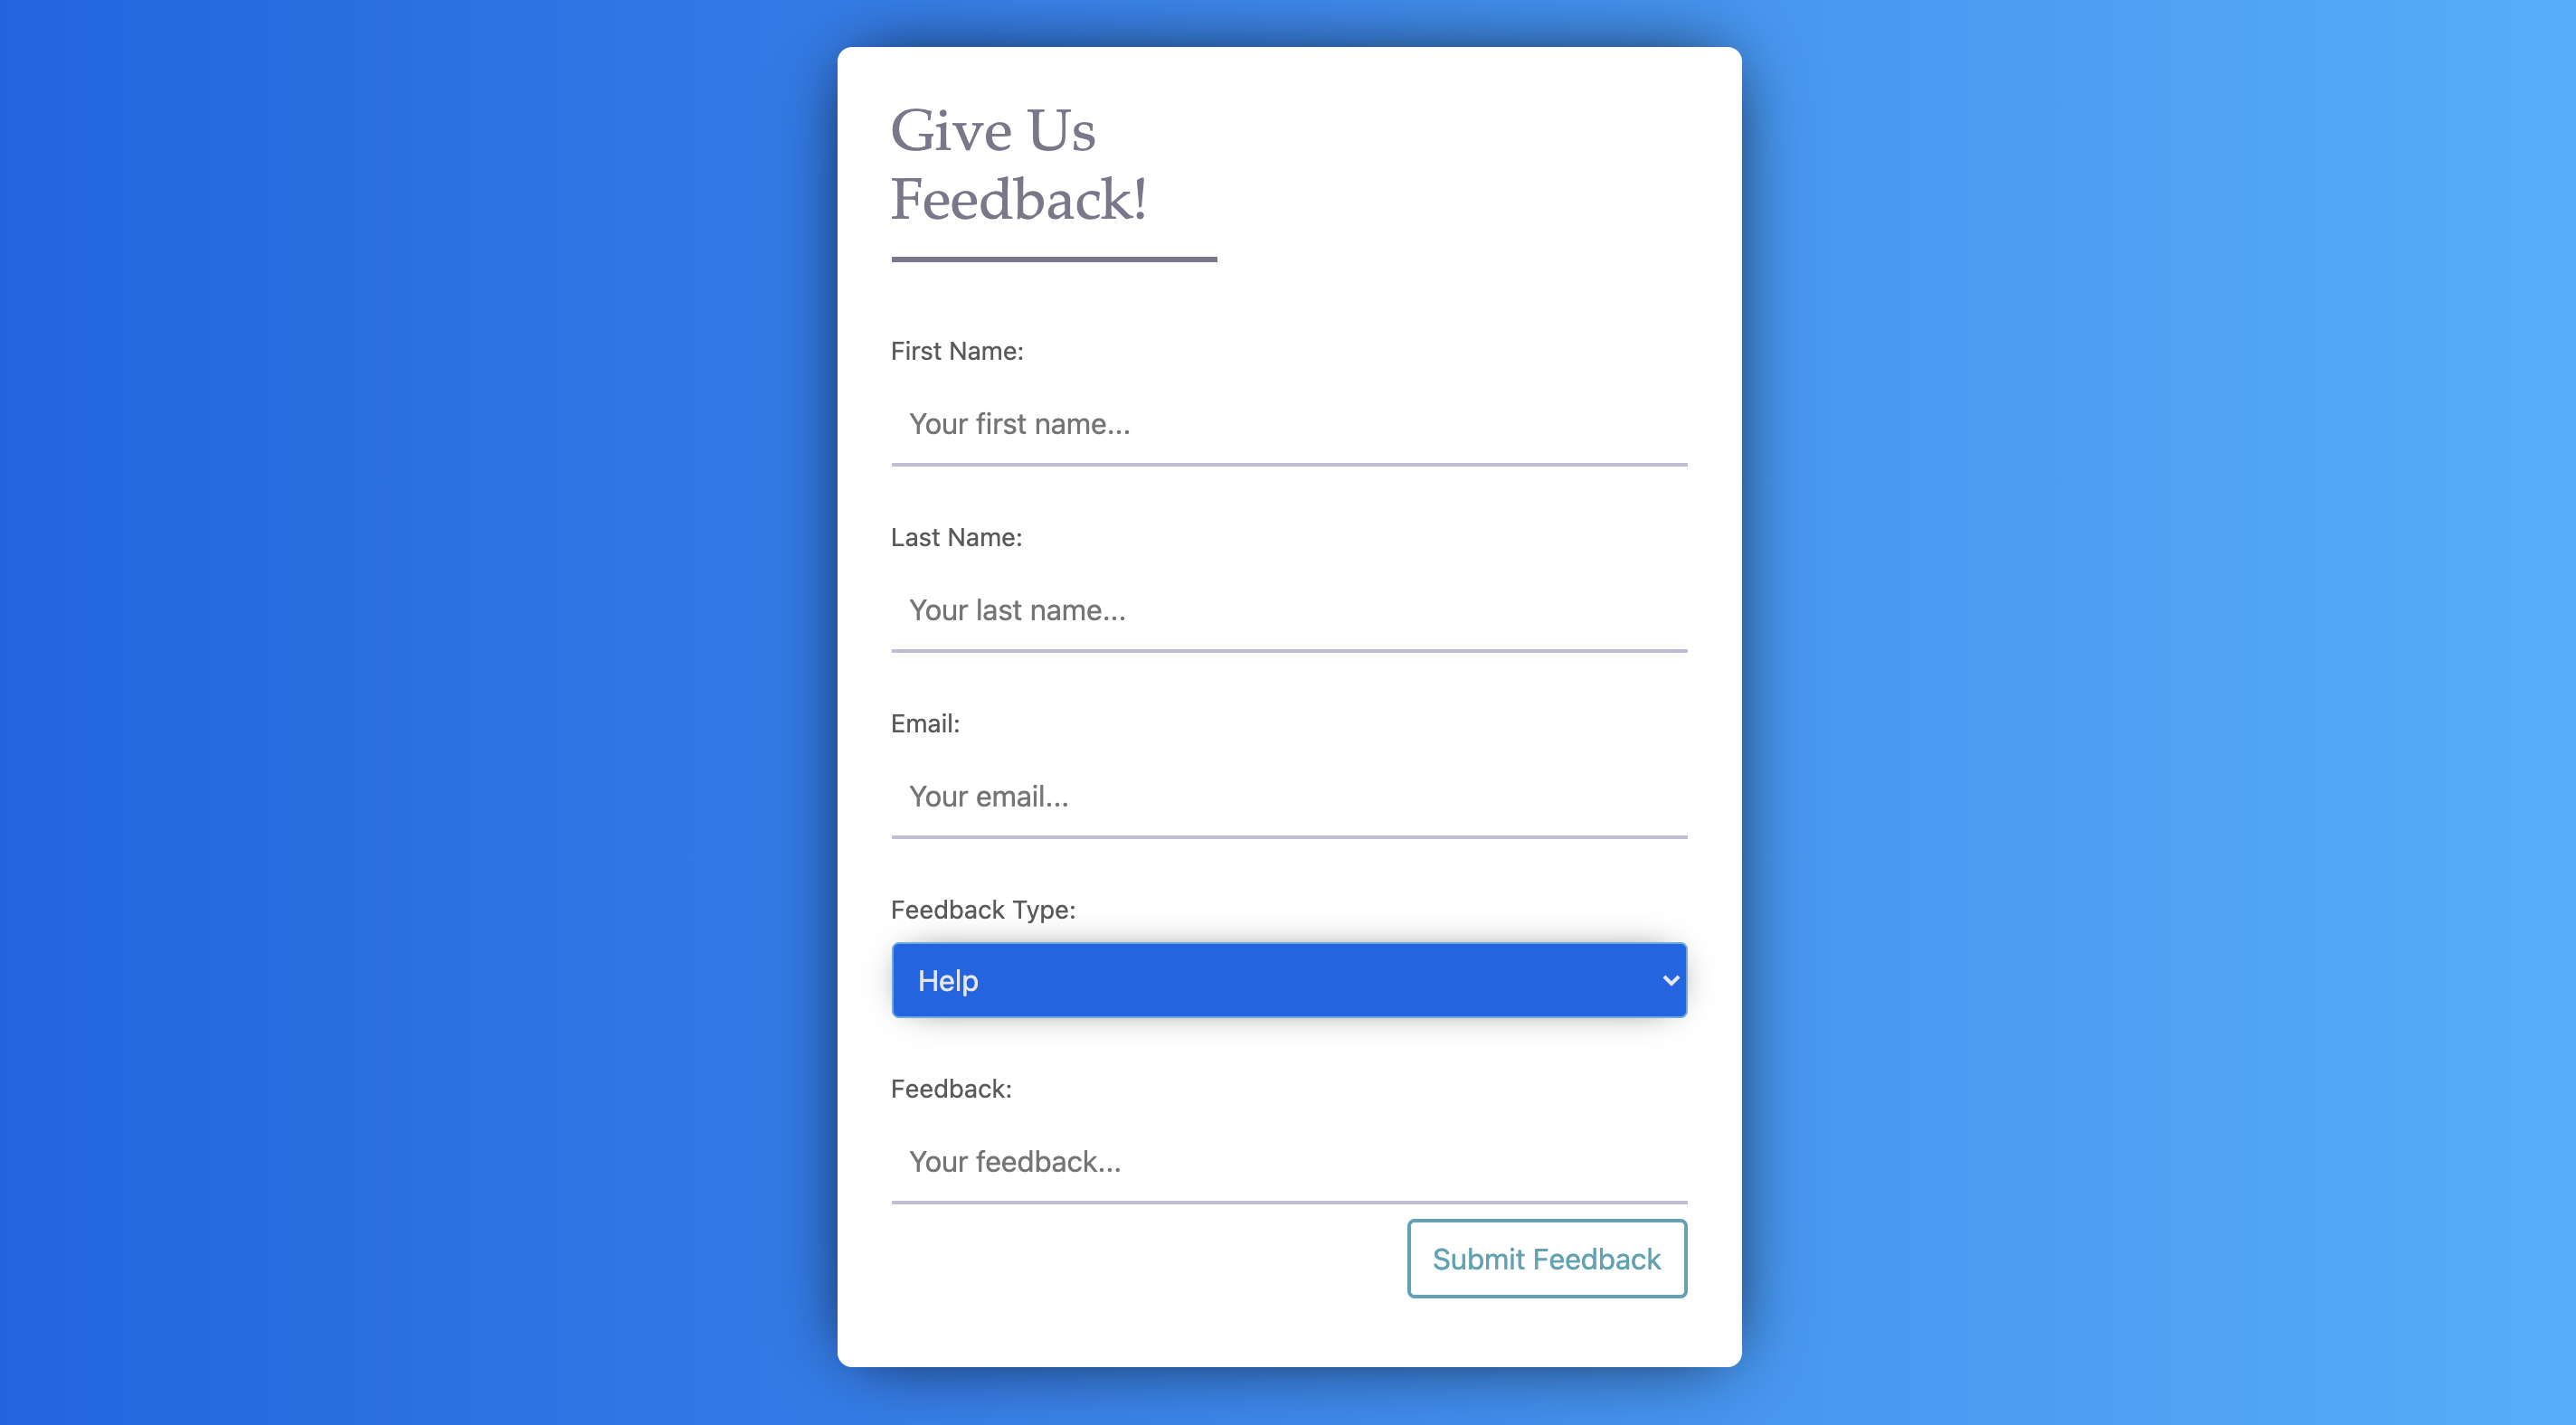 Give Us
Feedback!
First Name:
Your first name...
Last Name:
Your last name...
Email:
Your email...
Feedback Type:
Help
Feedback:
Your feedback...
Submit Feedback